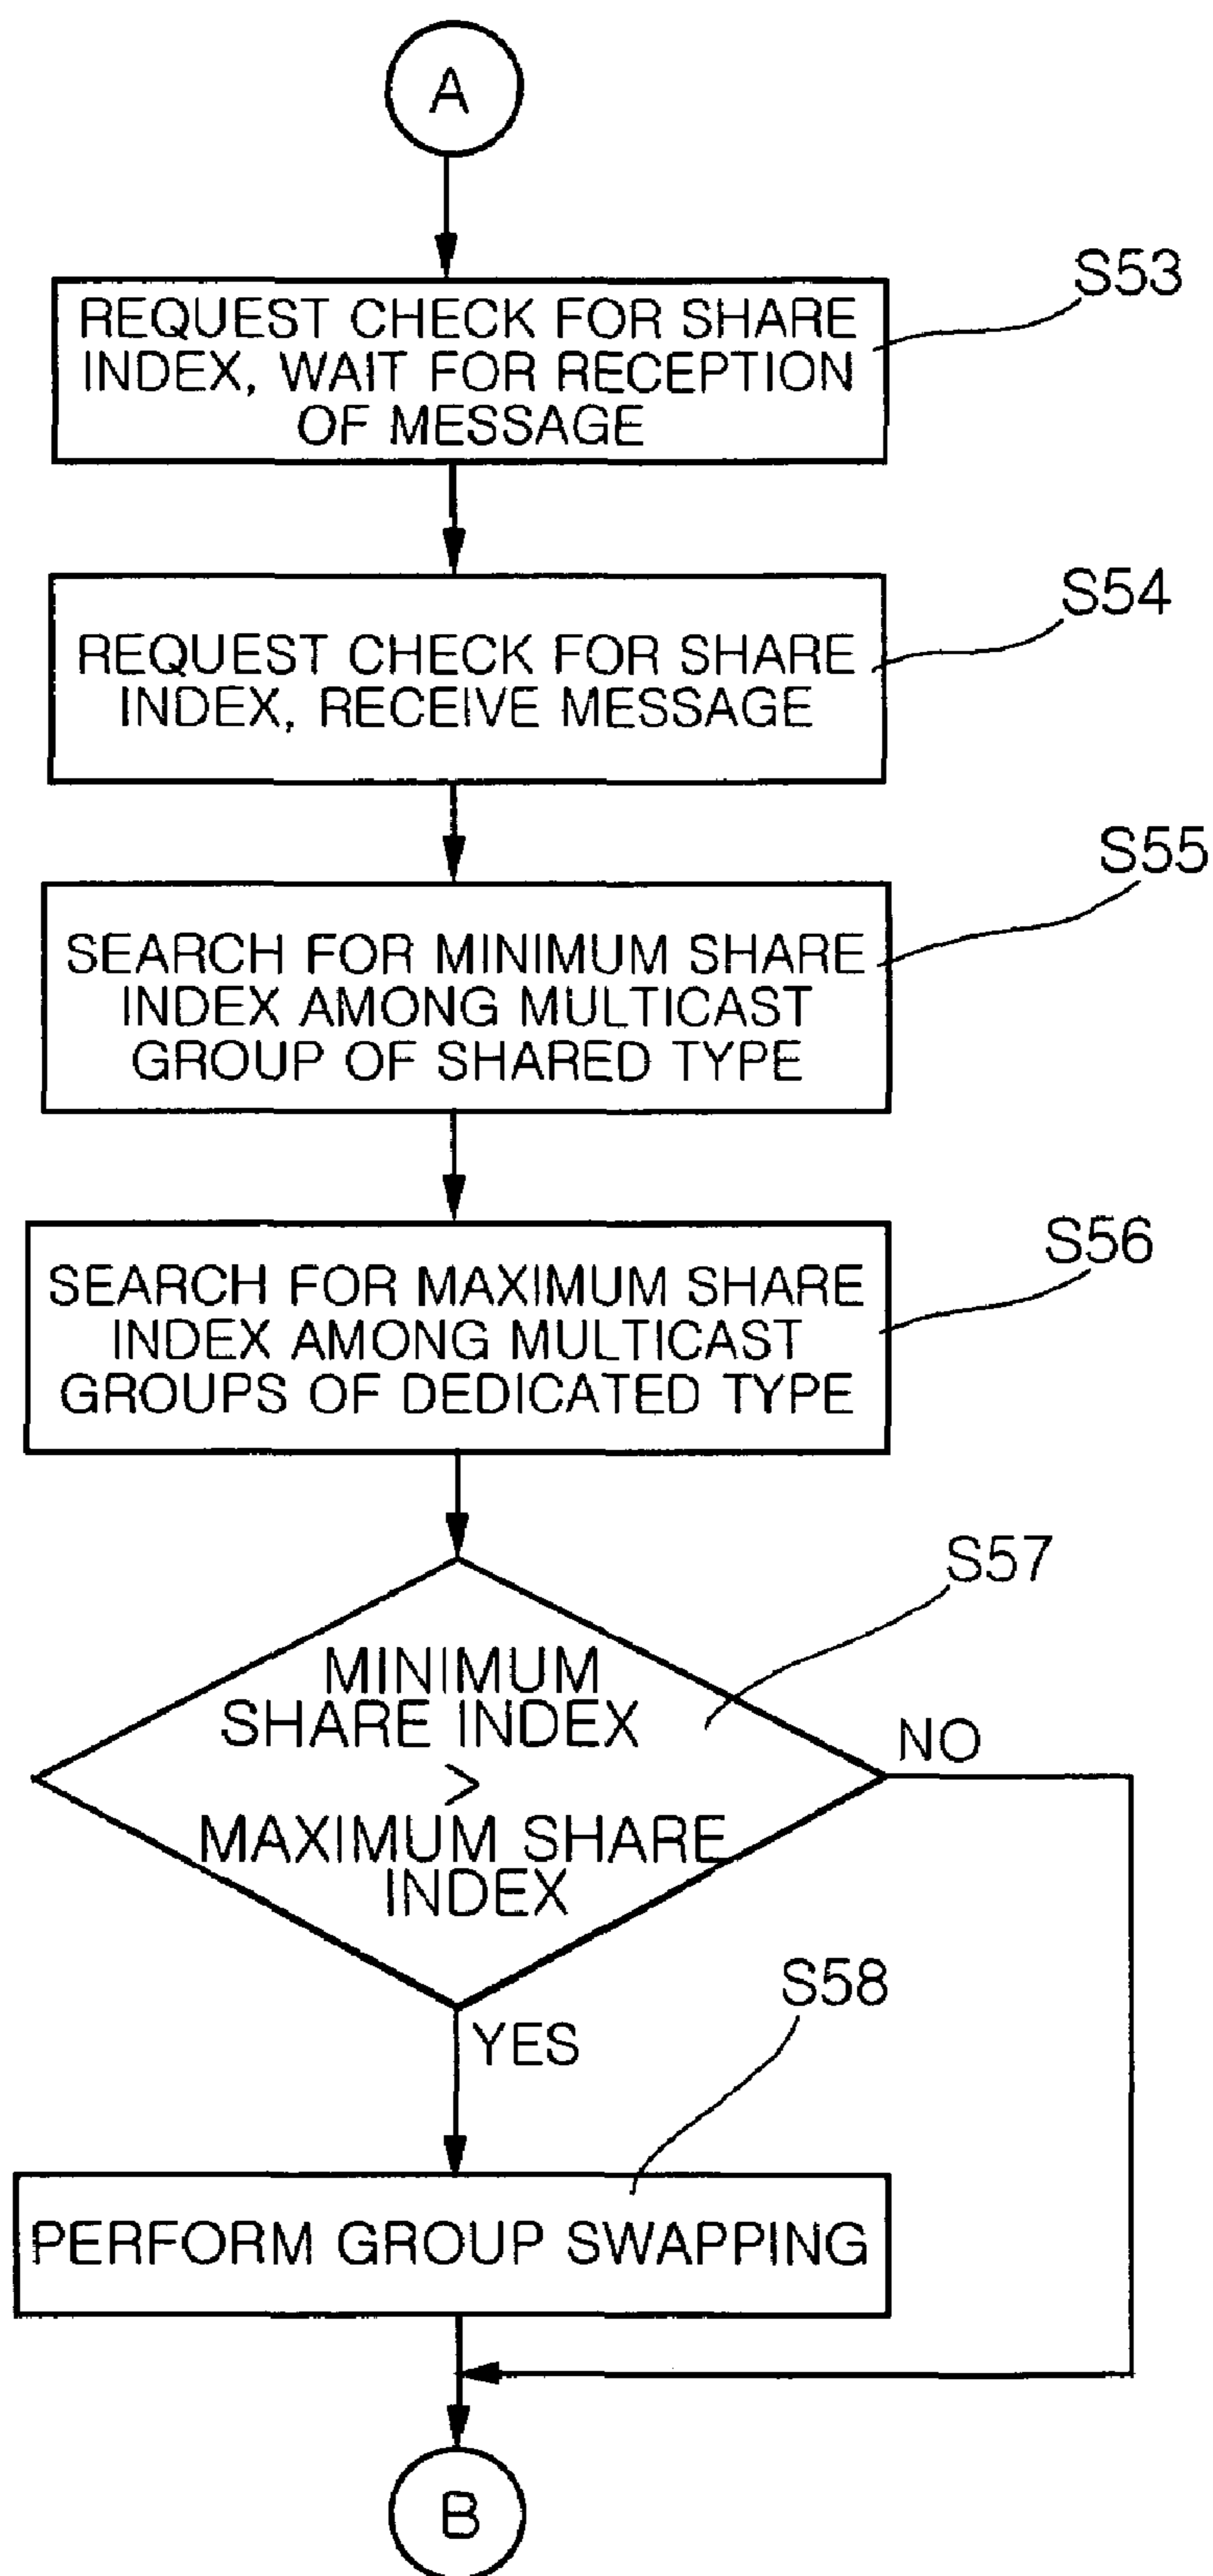 A
S53
REQUEST CHECK FOR SHARE
INDEX, WAIT FOR RECEPTION
OF MESSAGE
S54
REQUEST CHECK FOR SHARE
INDEX, RECEIVE MESSAGE
S55
SEARCH FOR MINIMUM SHARE
INDEX AMONG MULTICAST
GROUP OF SHARED TYPE
S56
SEARCH FOR MAXIMUM SHARE
INDEX AMONG MULTICAST
GROUPS OF DEDICATED TYPE
S57
MINIMUM
SHARE INDEX
>
MAXIMUM SHARE
INDEX
NO
YES
S58
PERFORM GROUP SWAPPING
B